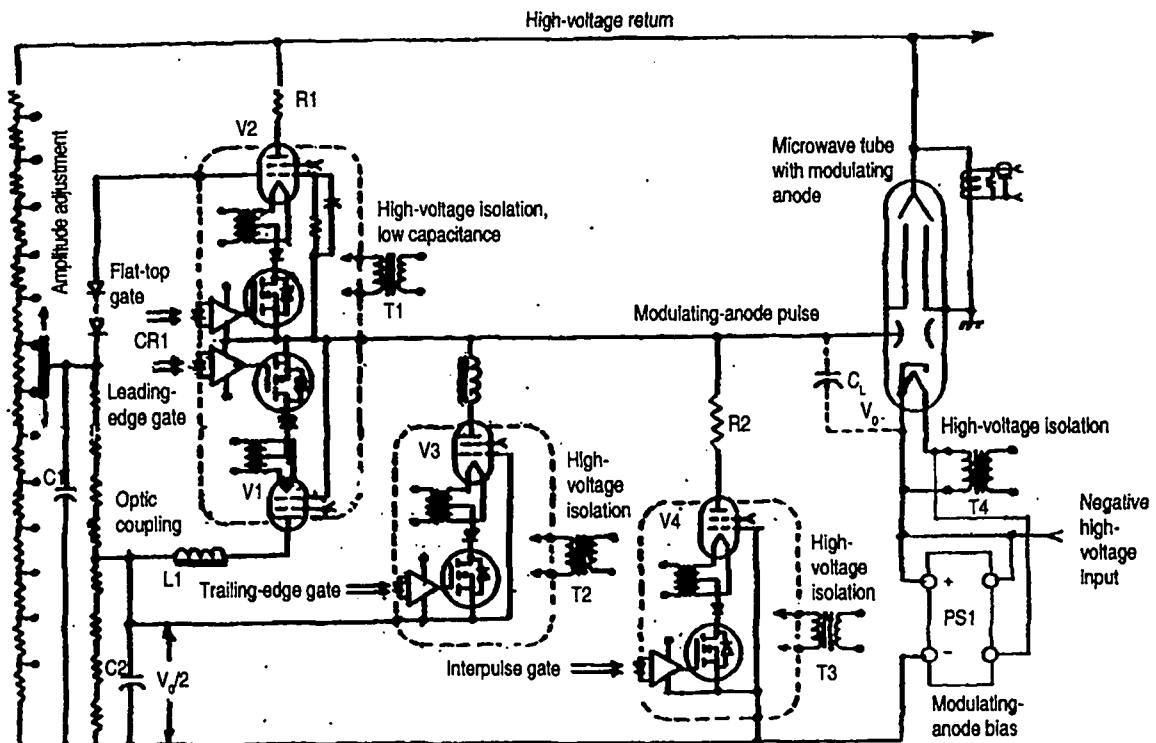 High-voltage return
R1
V2
Amplitude adjustment
Microwave tube
with modulating
anode
High-voltage isolation,
low capacitance
Flat-top
gate
T1
Modulating-anode pulse
CR1
Leading-
edge gate
CL
V0
R2
High-voltage isolation
V3
C1
V1
Optic
coupling
High-
voltage
isolation
T4
Negative
high-
voltage
input
V4
L1
High-
voltage
isolation
Trailing-edge gate
T2
+
PS1
C2
V0/2
Interpulse gate
−
T3
Modulating-
anode bias